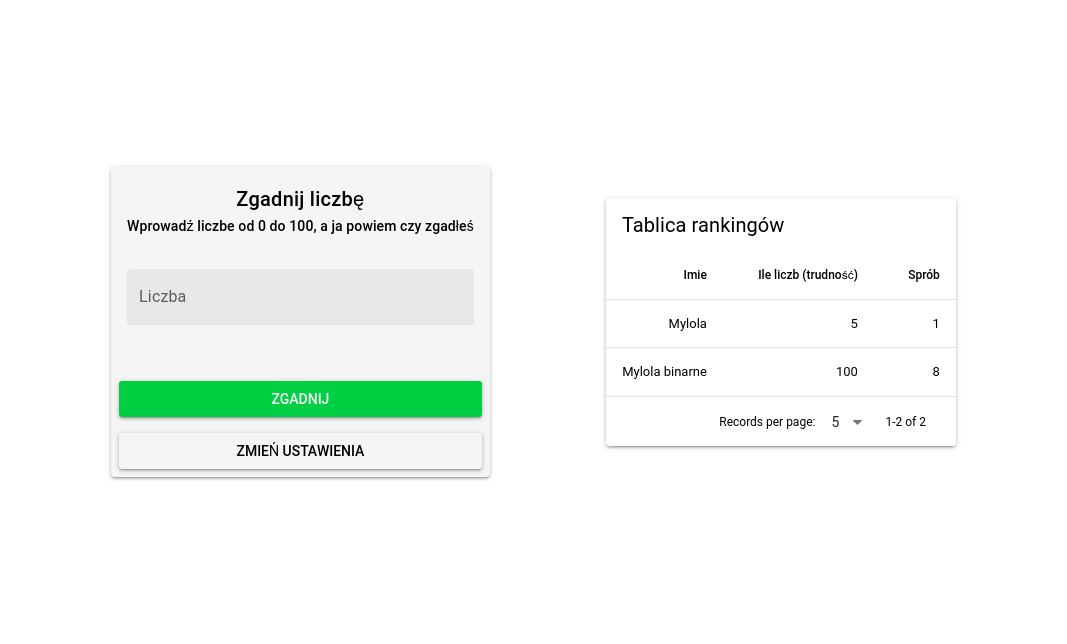 Zgadnij liczbę
Wprowadź liczbe od 0 do 100, a ja powiem czy zgadłeś
Liczba
ZGADNIJ
ZMIEŃ USTAWIENIA
Tablica rankingów
Imie Ile liczb (trudność) Sprób
Mylola 5 1
Mylola binarne 100 8
Records per page: 5 1-2 of 2